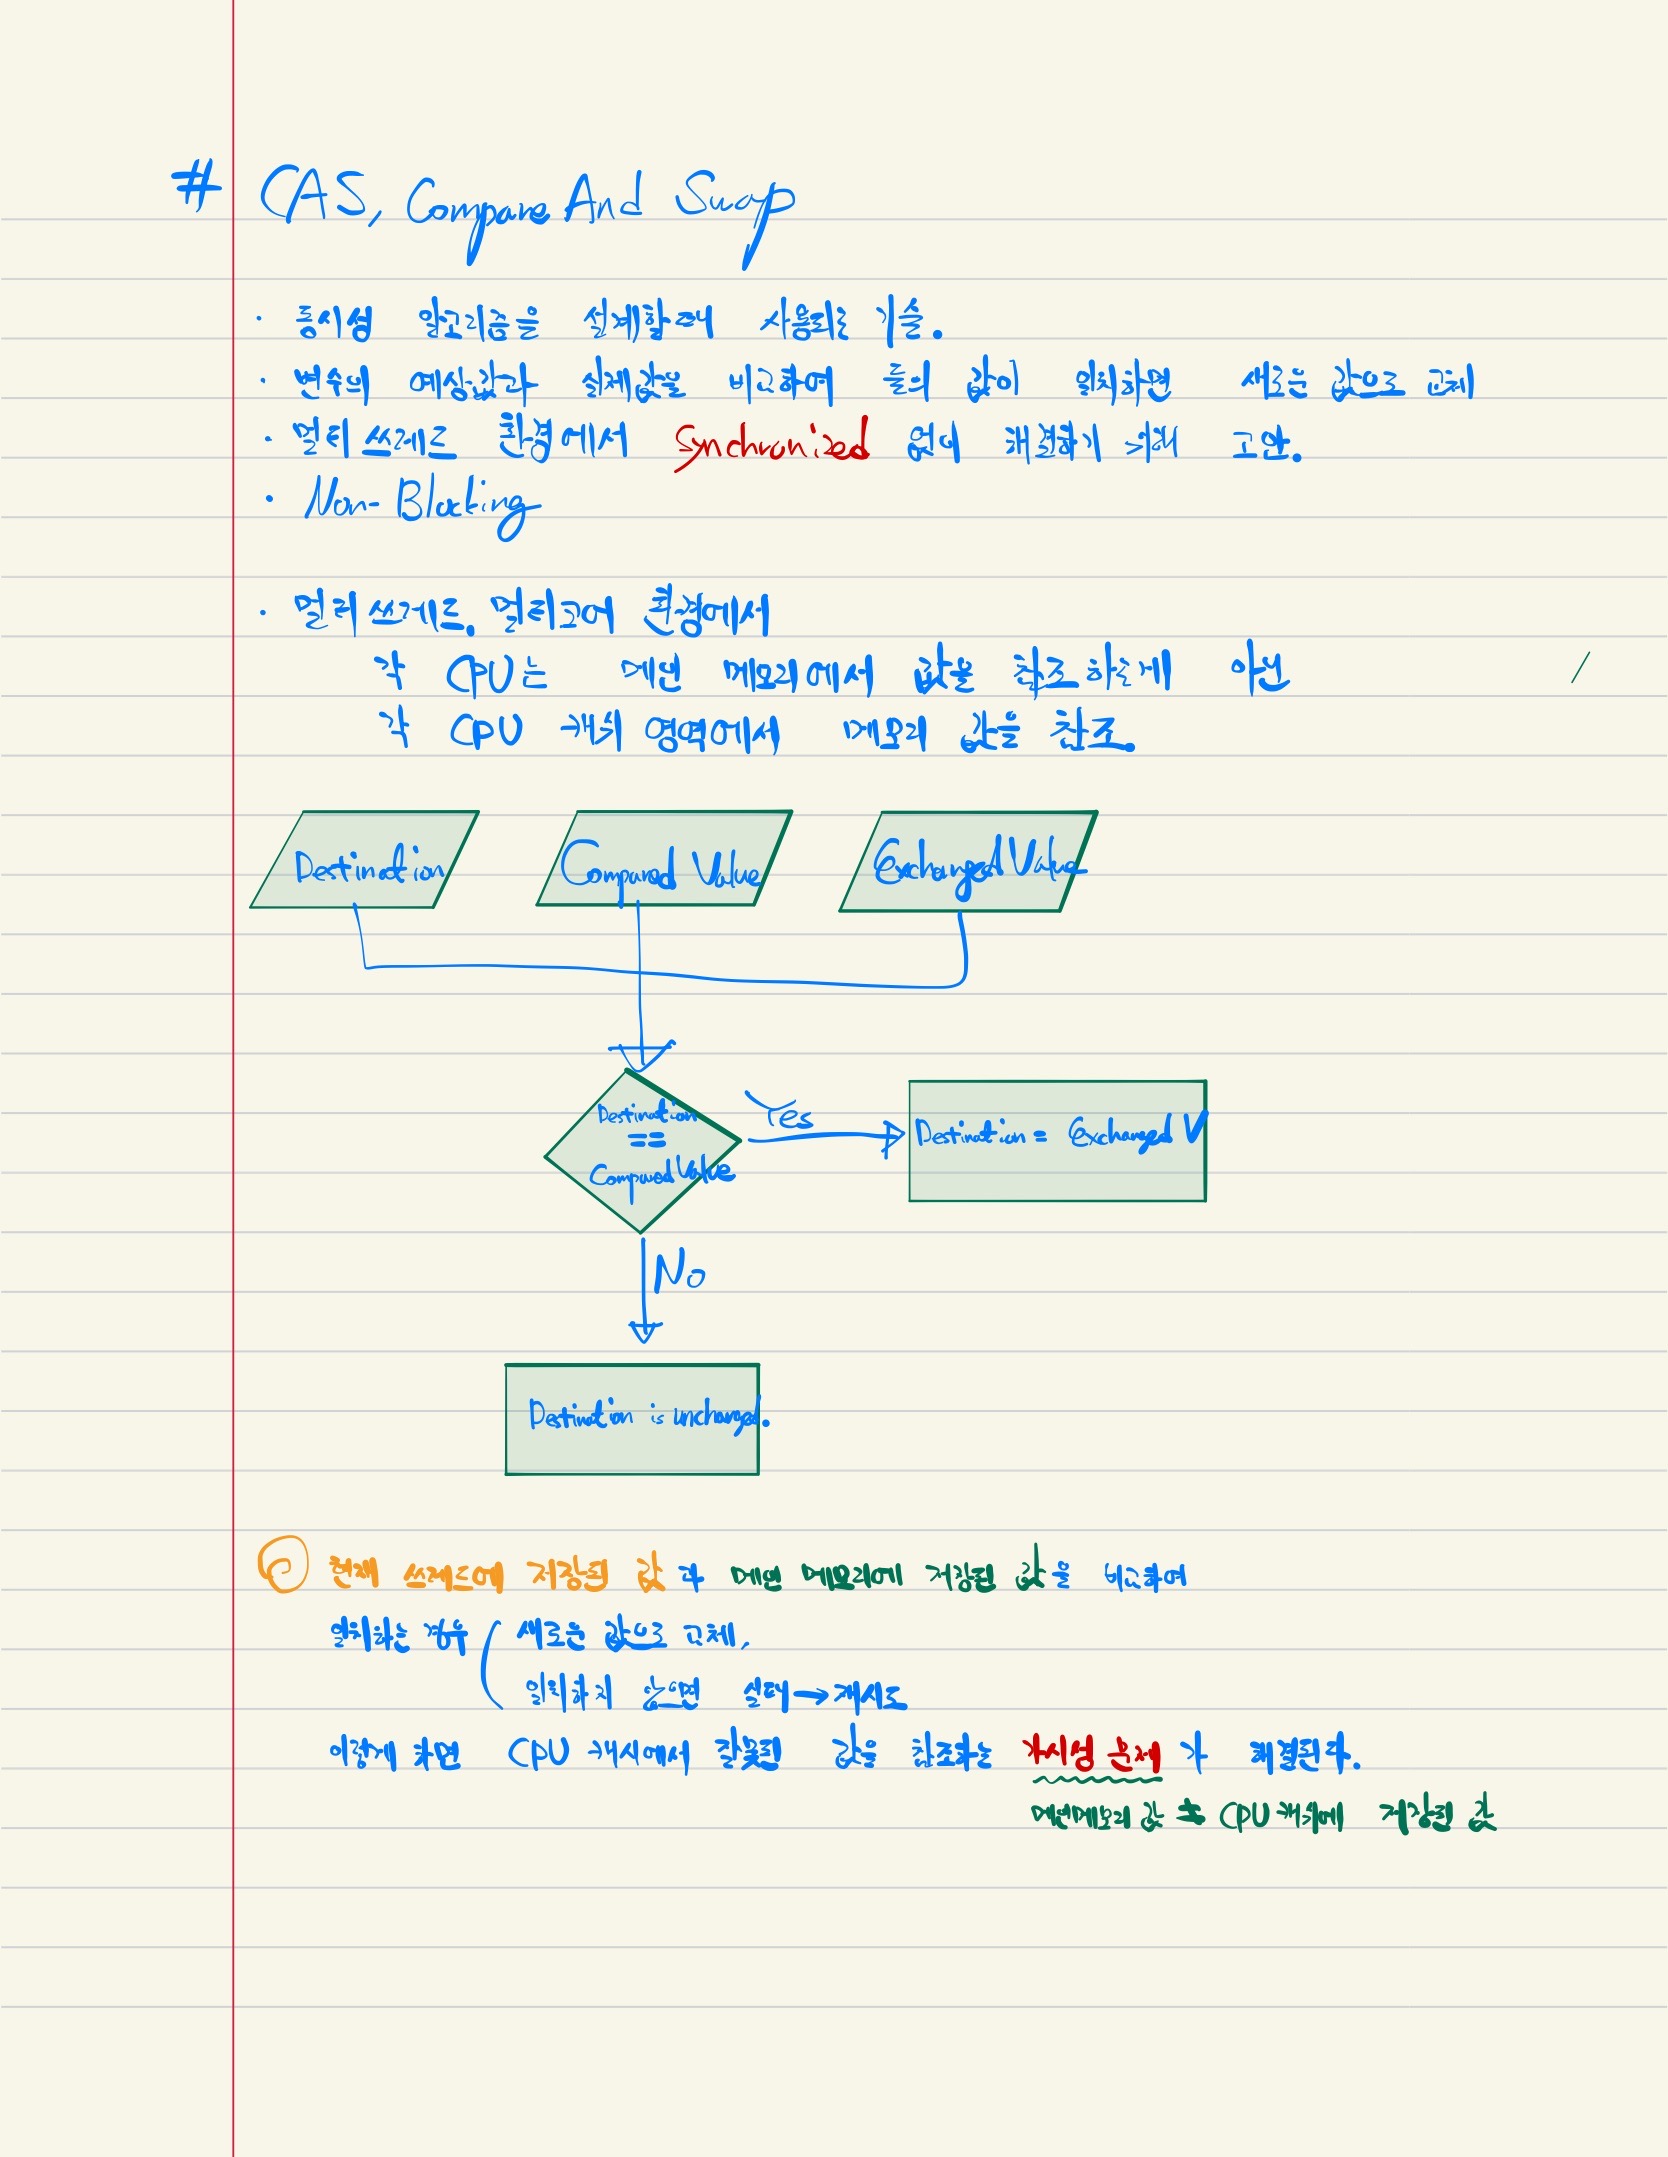 # CAS, Compare And Swap
· 동시성 알고리즘을 설계할때 사용되는 기술.
· 변수의 예상값과 실제값을 비교하여 둘의 값이 일치하면 새로운 값으로 교체
· 멀티 쓰레드 환경에서 Synchronized 없이 해결하기 위해 고안.
· Non-Blocking
· 멀티 쓰레드, 멀티코어 환경에서
각 CPU는 메인 메모리에서 값을 참조하는게 아닌
각 CPU 캐시 영역에서 메모리 값을 참조.
Destination Compared Value Exchanged Value
Destination
==
Compared Value
Yes
Destination = Exchanged V
No
Destination is unchanged.
현재 쓰레드에 저장된 값과 메인 메모리에 저장된 값을 비교하여
일치하는 경우 새로운 값으로 교체,
일치하지 않으면 실패 → 재시도
이렇게 하면 CPU 캐시에서 잘못된 값을 참조하는 가시성 문제가 해결된다.
메인메모리 값 ≠ CPU 캐시에 저장된 값